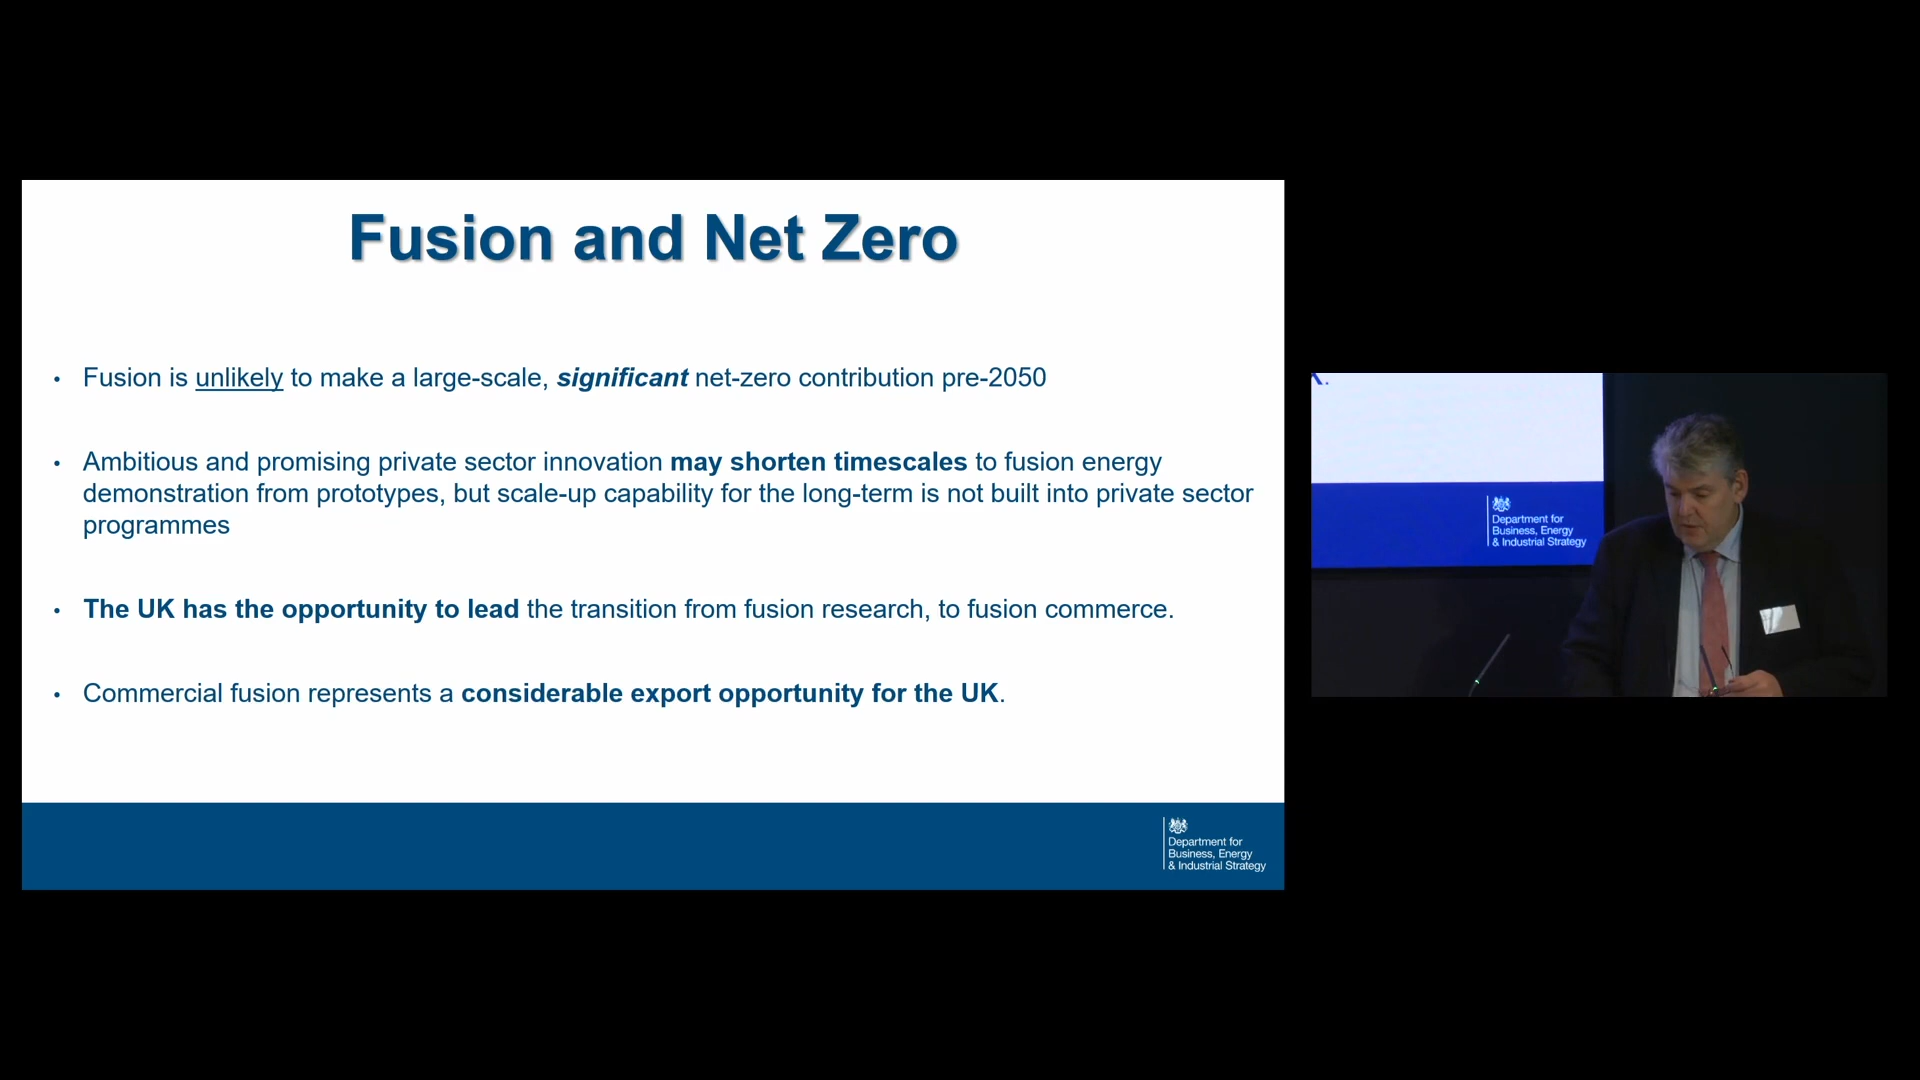 Fusion and Net Zero
• Fusion is unlikely to make a large-scale, significant net-zero contribution pre-2050
• Ambitious and promising private sector innovation may shorten timescales to fusion energy
demonstration from prototypes, but scale-up capability for the long-term is not built into private sector
programmes
• The UK has the opportunity to lead the transition from fusion research, to fusion commerce.
• Commercial fusion represents a considerable export opportunity for the UK.
Department for
Business, Energy
& Industrial Strategy
Department for
Business, Energy
& Industrial Strategy